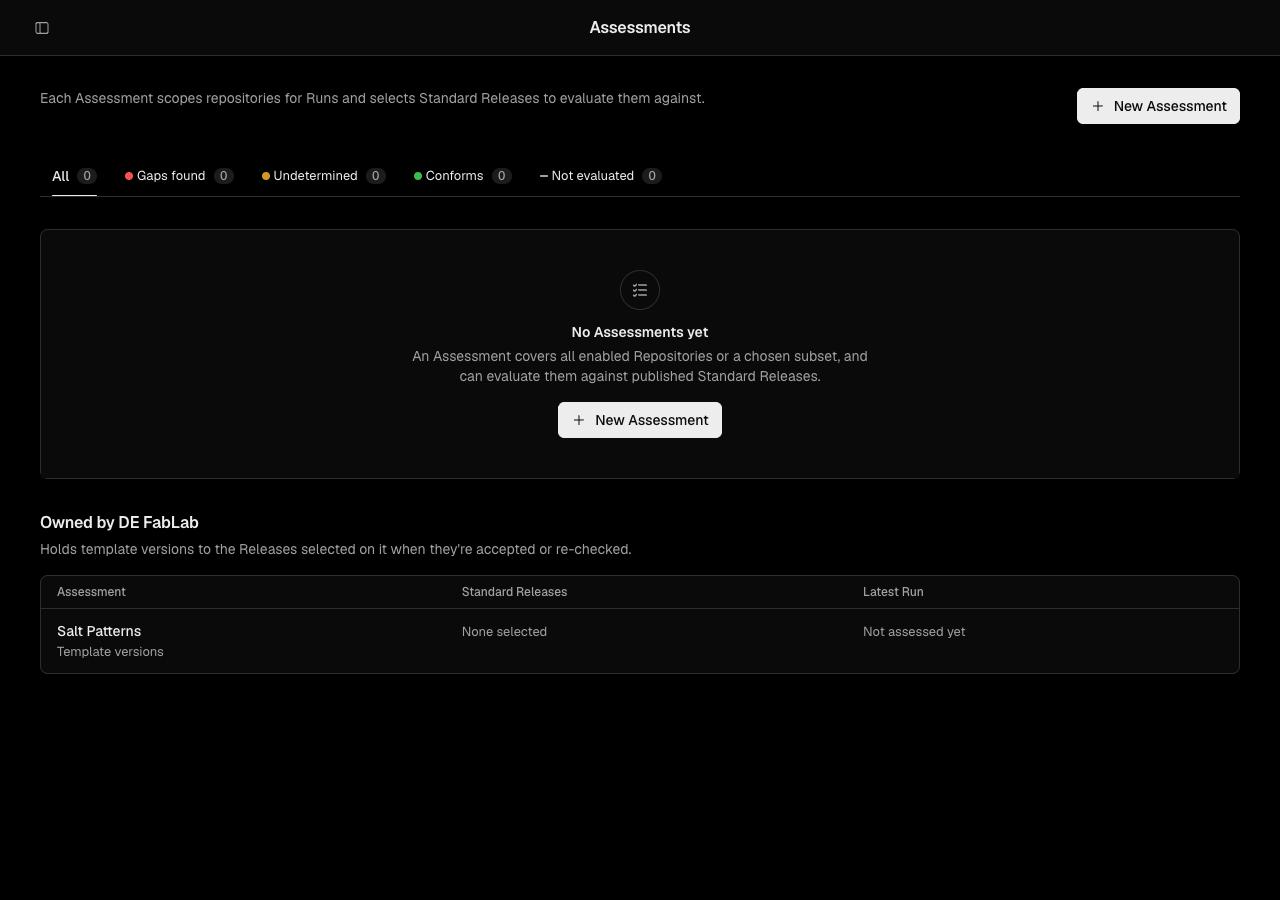 Assessments
Each Assessment scopes repositories for Runs and selects Standard Releases to evaluate them against.
New Assessment
All 0 Gaps found 0 Undetermined 0 Conforms 0 Not evaluated 0
No Assessments yet
An Assessment covers all enabled Repositories or a chosen subset, and
can evaluate them against published Standard Releases.
New Assessment
Owned by DE FabLab
Holds template versions to the Releases selected on it when they're accepted or re-checked.
Assessment Standard Releases Latest Run
Salt Patterns None selected Not assessed yet
Template versions